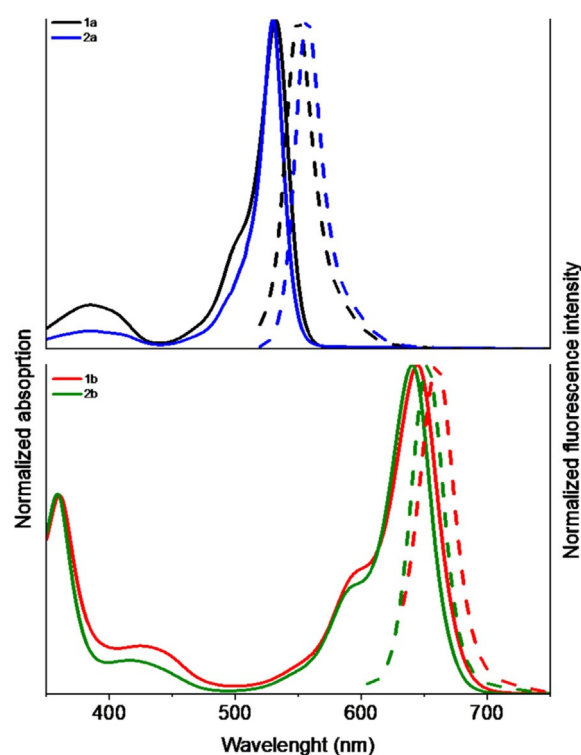 1a
2a
Normalized absoprtion
Normalized fluorescence intensity
1b
2b
400 500 600 700
Wavelenght (nm)